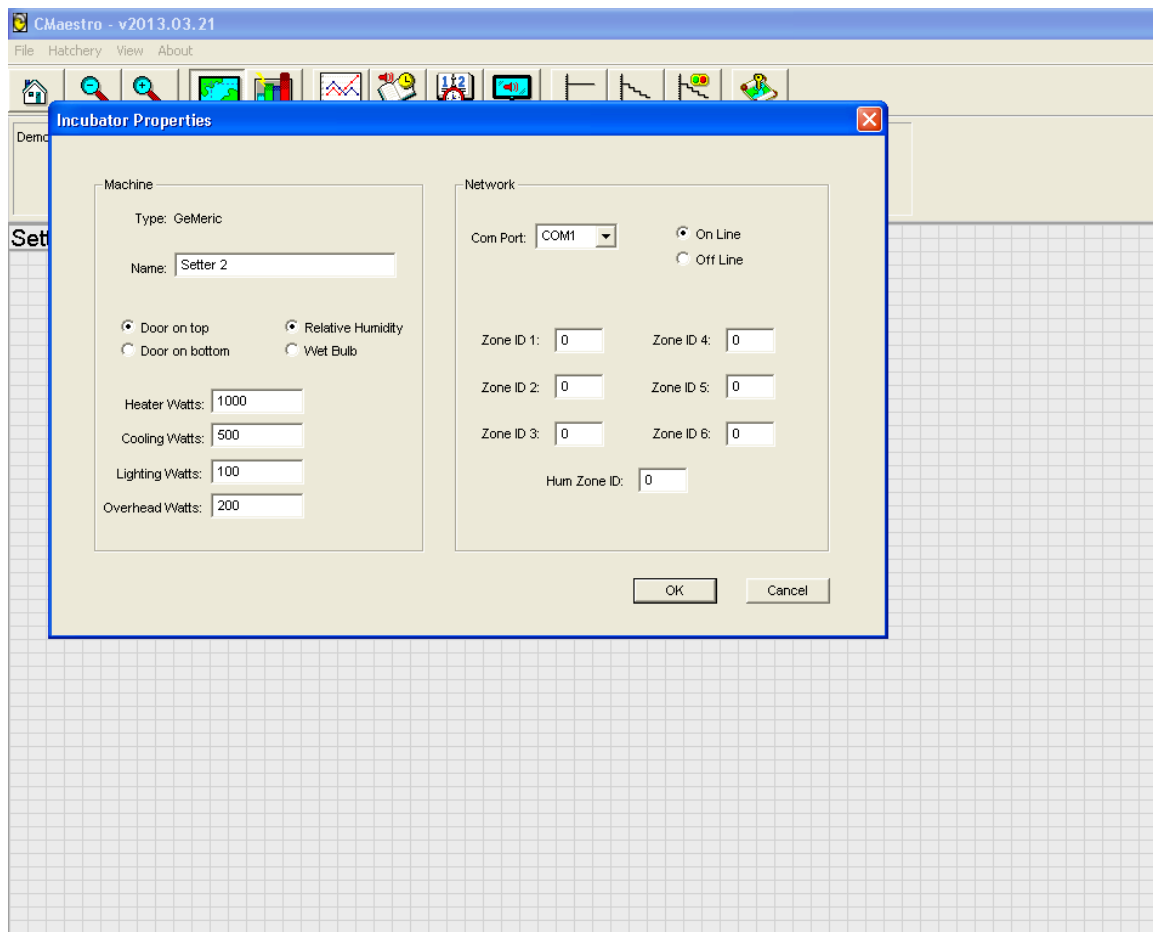 CMaestro - v2013.03.21
File Hatchery View About
1 2
Incubator Properties
Demo
Sett
Machine
Type: GeMeric
Name: Setter 2
Door on top
Relative Humidity
Door on bottom
Wet Bulb
Heater Watts: 1000
Cooling Watts: 500
Lighting Watts: 100
Overhead Watts: 200
Network
Com Port: COM1
On Line
Off Line
Zone ID 1: 0
Zone ID 4: 0
Zone ID 2: 0
Zone ID 5: 0
Zone ID 3: 0
Zone ID 6: 0
Hum Zone ID: 0
OK
Cancel